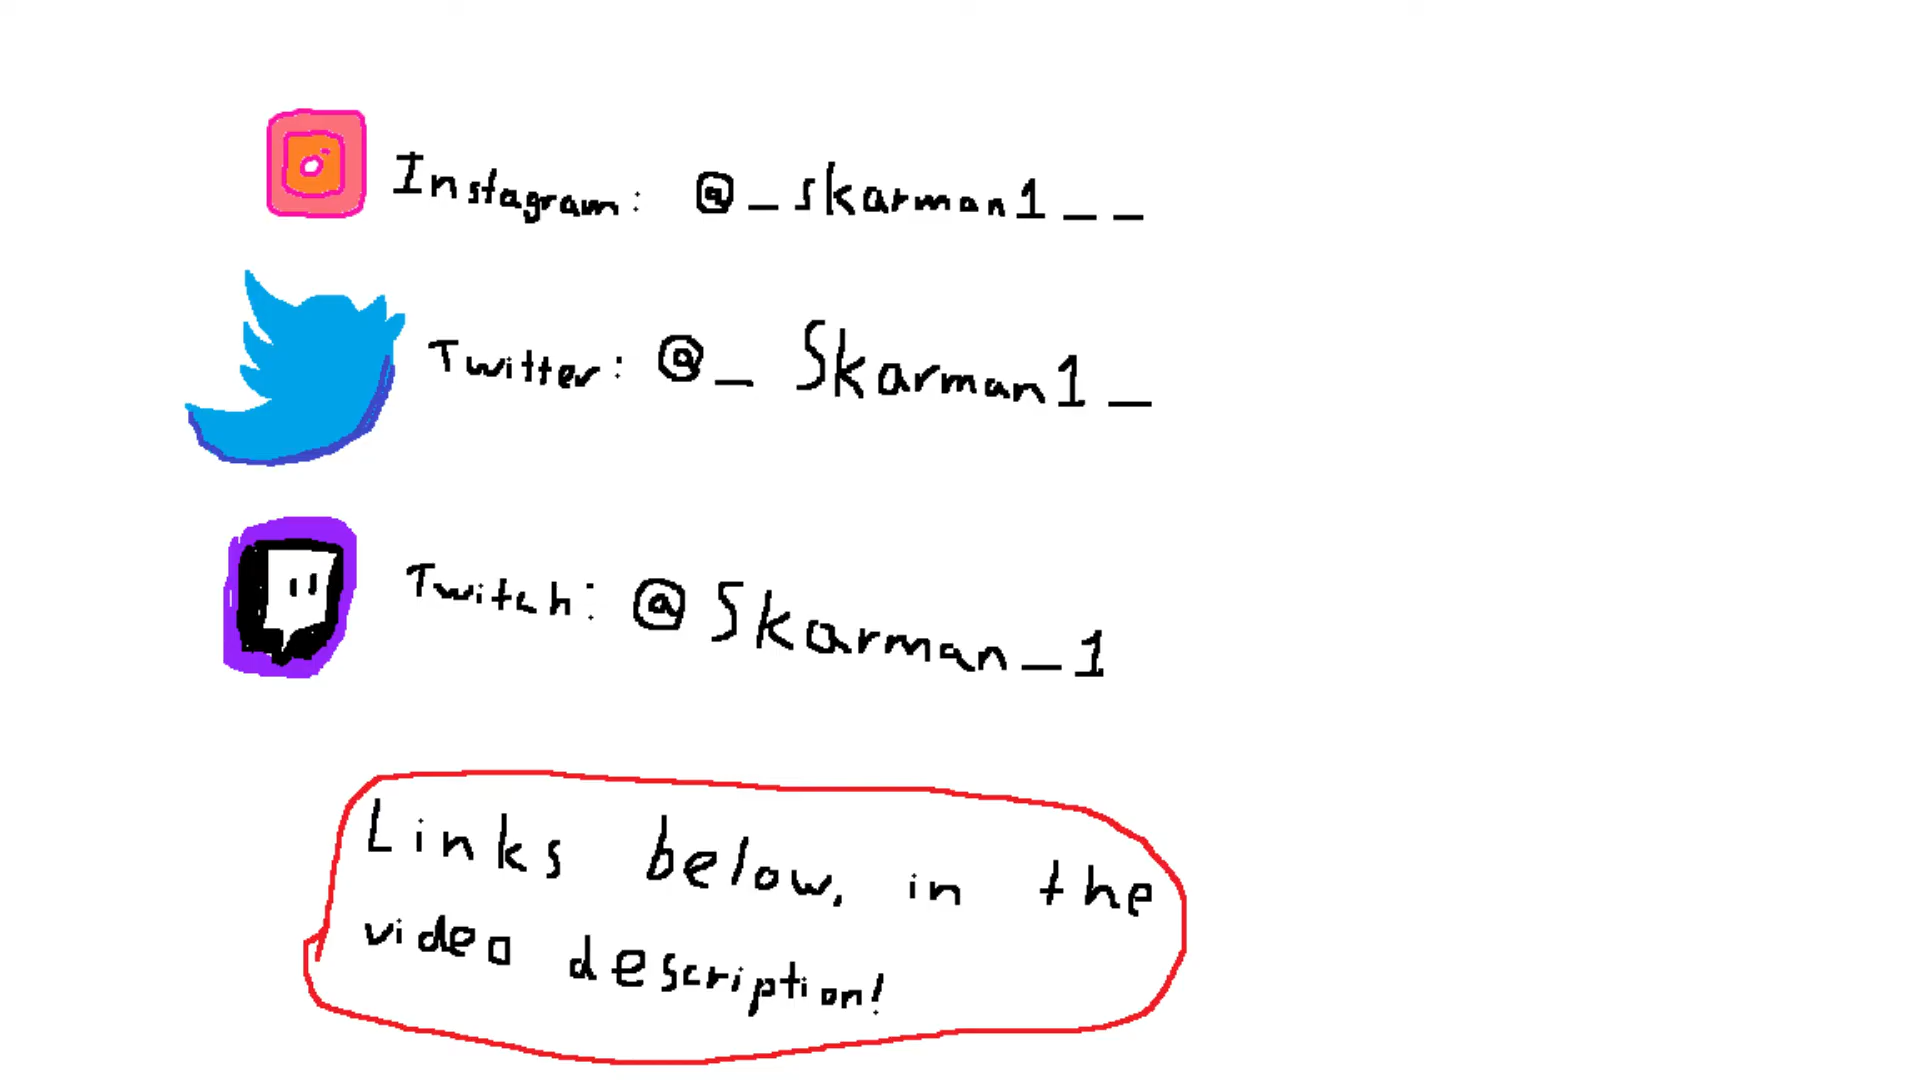 Instagram: @_skarman1__
Twitter: @_Skarman1_
Twitch: @Skarman_1
Links below, in the
video description!